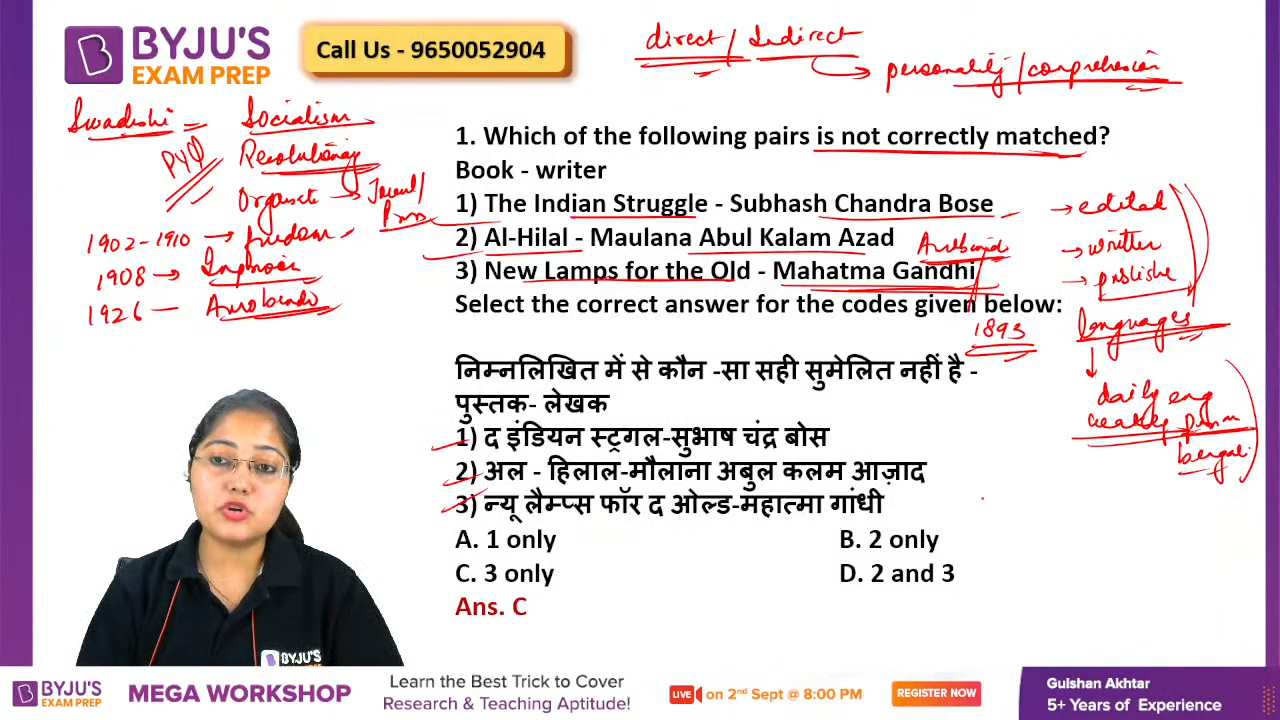 BYJU'S
EXAM PREP
Call Us - 9650052904
direct / Indirect
personality / comprehension
Swadeshi = Socialism
PYQ
Revolutionary
1902-1910 → freedom
1908 →
1926 — Aurobindo
1. Which of the following pairs is not correctly matched?
Book - writer
1) The Indian Struggle - Subhash Chandra Bose
2) Al-Hilal - Maulana Abul Kalam Azad
3) New Lamps for the Old - Mahatma Gandhi
Select the correct answer for the codes given below:
→ edited
→ written
→
languages
1893
daily eng
weekly
bengali
निम्नलिखित में से कौन -सा सही सुमेलित नहीं है -
पुस्तक- लेखक
1) द इंडियन स्ट्रगल-सुभाष चंद्र बोस
2) अल - हिलाल-मौलाना अबुल कलम आज़ाद
3) न्यू लैम्प्स फॉर द ओल्ड-महात्मा गांधी
A. 1 only
B. 2 only
C. 3 only
D. 2 and 3
Ans. C
BYJU'S
EXAM PREP
BYJU'S
EXAM PREP
MEGA WORKSHOP
Learn the Best Trick to Cover
Research & Teaching Aptitude!
LIVE on 2nd Sept @ 8:00 PM
REGISTER NOW
Gulshan Akhtar
5+ Years of Experience